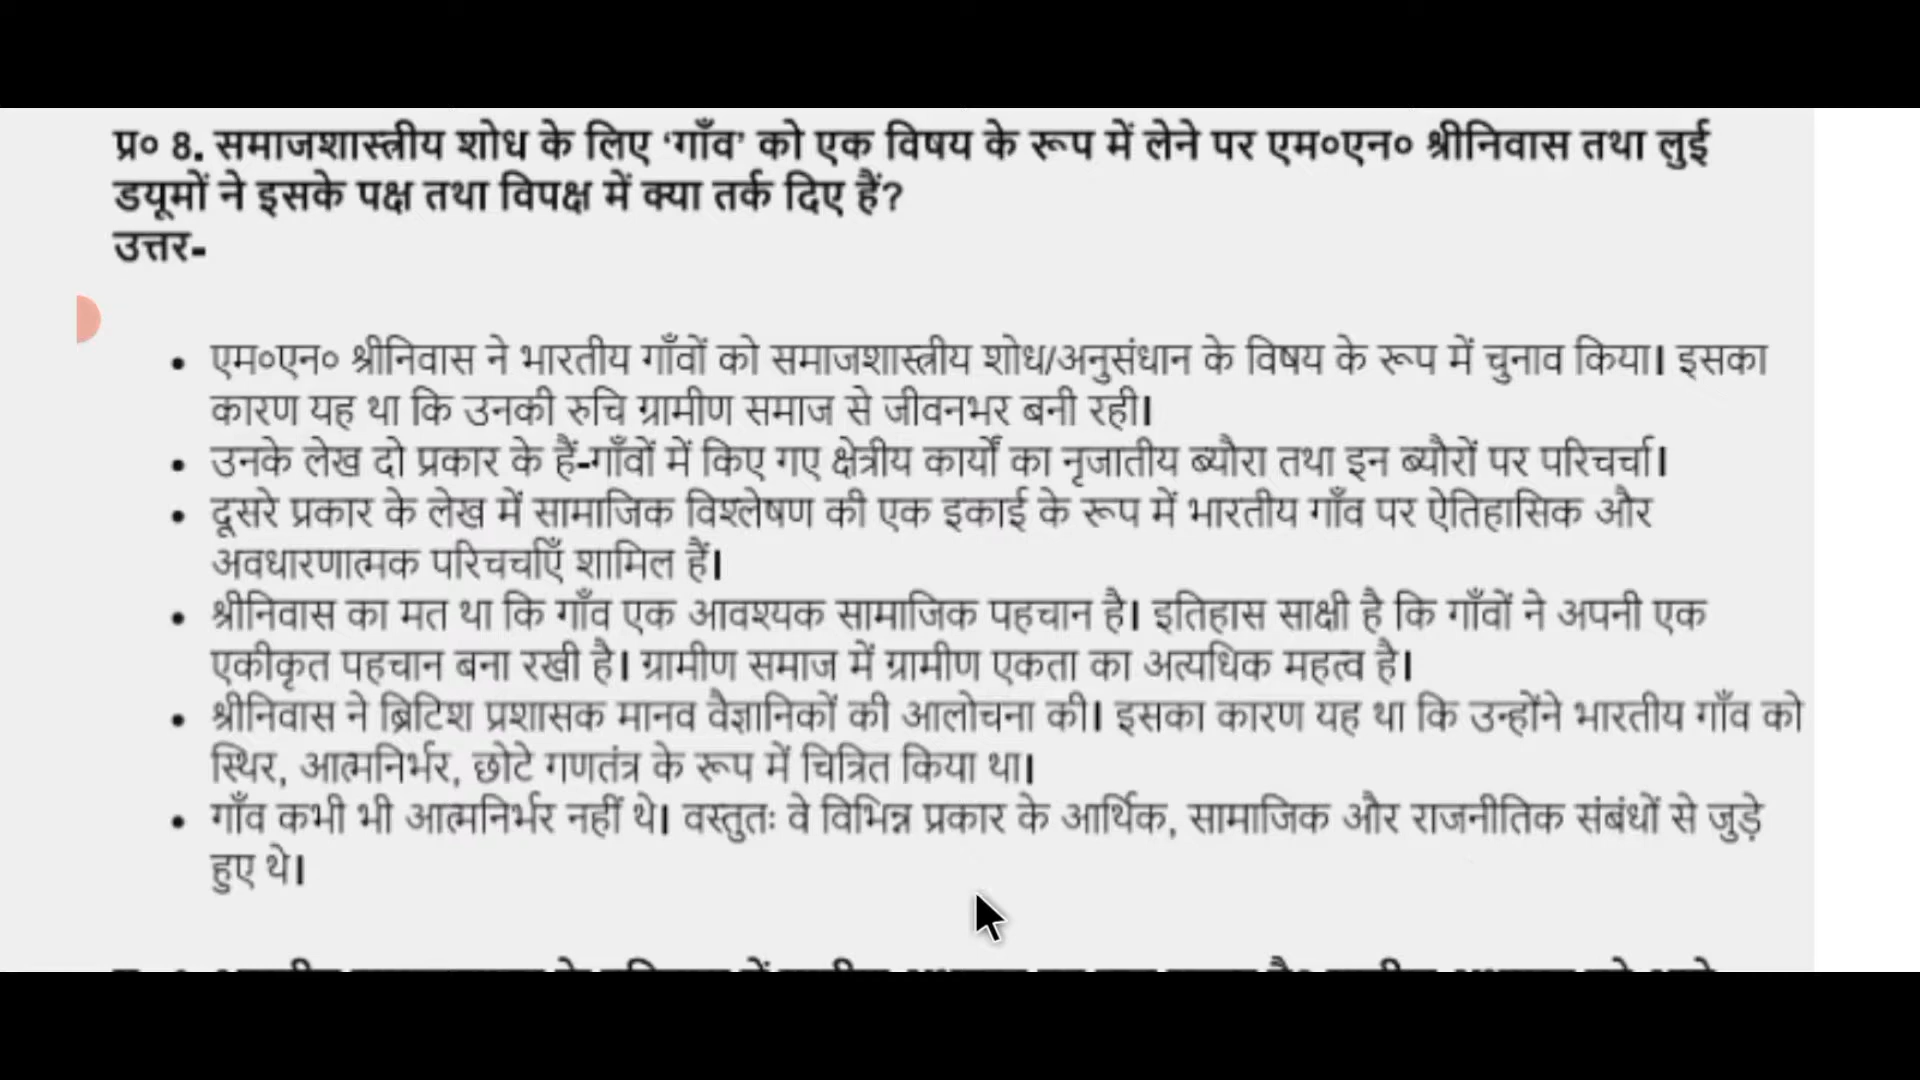 प्र० 8. समाजशास्त्रीय शोध के लिए ‘गाँव’ को एक विषय के रूप में लेने पर एम०एन० श्रीनिवास तथा लुई
डयूमों ने इसके पक्ष तथा विपक्ष में क्या तर्क दिए हैं?
उत्तर-
• एम०एन० श्रीनिवास ने भारतीय गाँवों को समाजशास्त्रीय शोध/अनुसंधान के विषय के रूप में चुनाव किया। इसका
कारण यह था कि उनकी रुचि ग्रामीण समाज से जीवनभर बनी रही।
• उनके लेख दो प्रकार के हैं-गाँवों में किए गए क्षेत्रीय कार्यों का नृजातीय ब्यौरा तथा इन ब्यौरों पर परिचर्चा।
• दूसरे प्रकार के लेख में सामाजिक विश्लेषण की एक इकाई के रूप में भारतीय गाँव पर ऐतिहासिक और
अवधारणात्मक परिचर्चाएँ शामिल हैं।
• श्रीनिवास का मत था कि गाँव एक आवश्यक सामाजिक पहचान है। इतिहास साक्षी है कि गाँवों ने अपनी एक
एकीकृत पहचान बना रखी है। ग्रामीण समाज में ग्रामीण एकता का अत्यधिक महत्व है।
• श्रीनिवास ने ब्रिटिश प्रशासक मानव वैज्ञानिकों की आलोचना की। इसका कारण यह था कि उन्होंने भारतीय गाँव को
स्थिर, आत्मनिर्भर, छोटे गणतंत्र के रूप में चित्रित किया था।
• गाँव कभी भी आत्मनिर्भर नहीं थे। वस्तुतः वे विभिन्न प्रकार के आर्थिक, सामाजिक और राजनीतिक संबंधों से जुड़े
हुए थे।